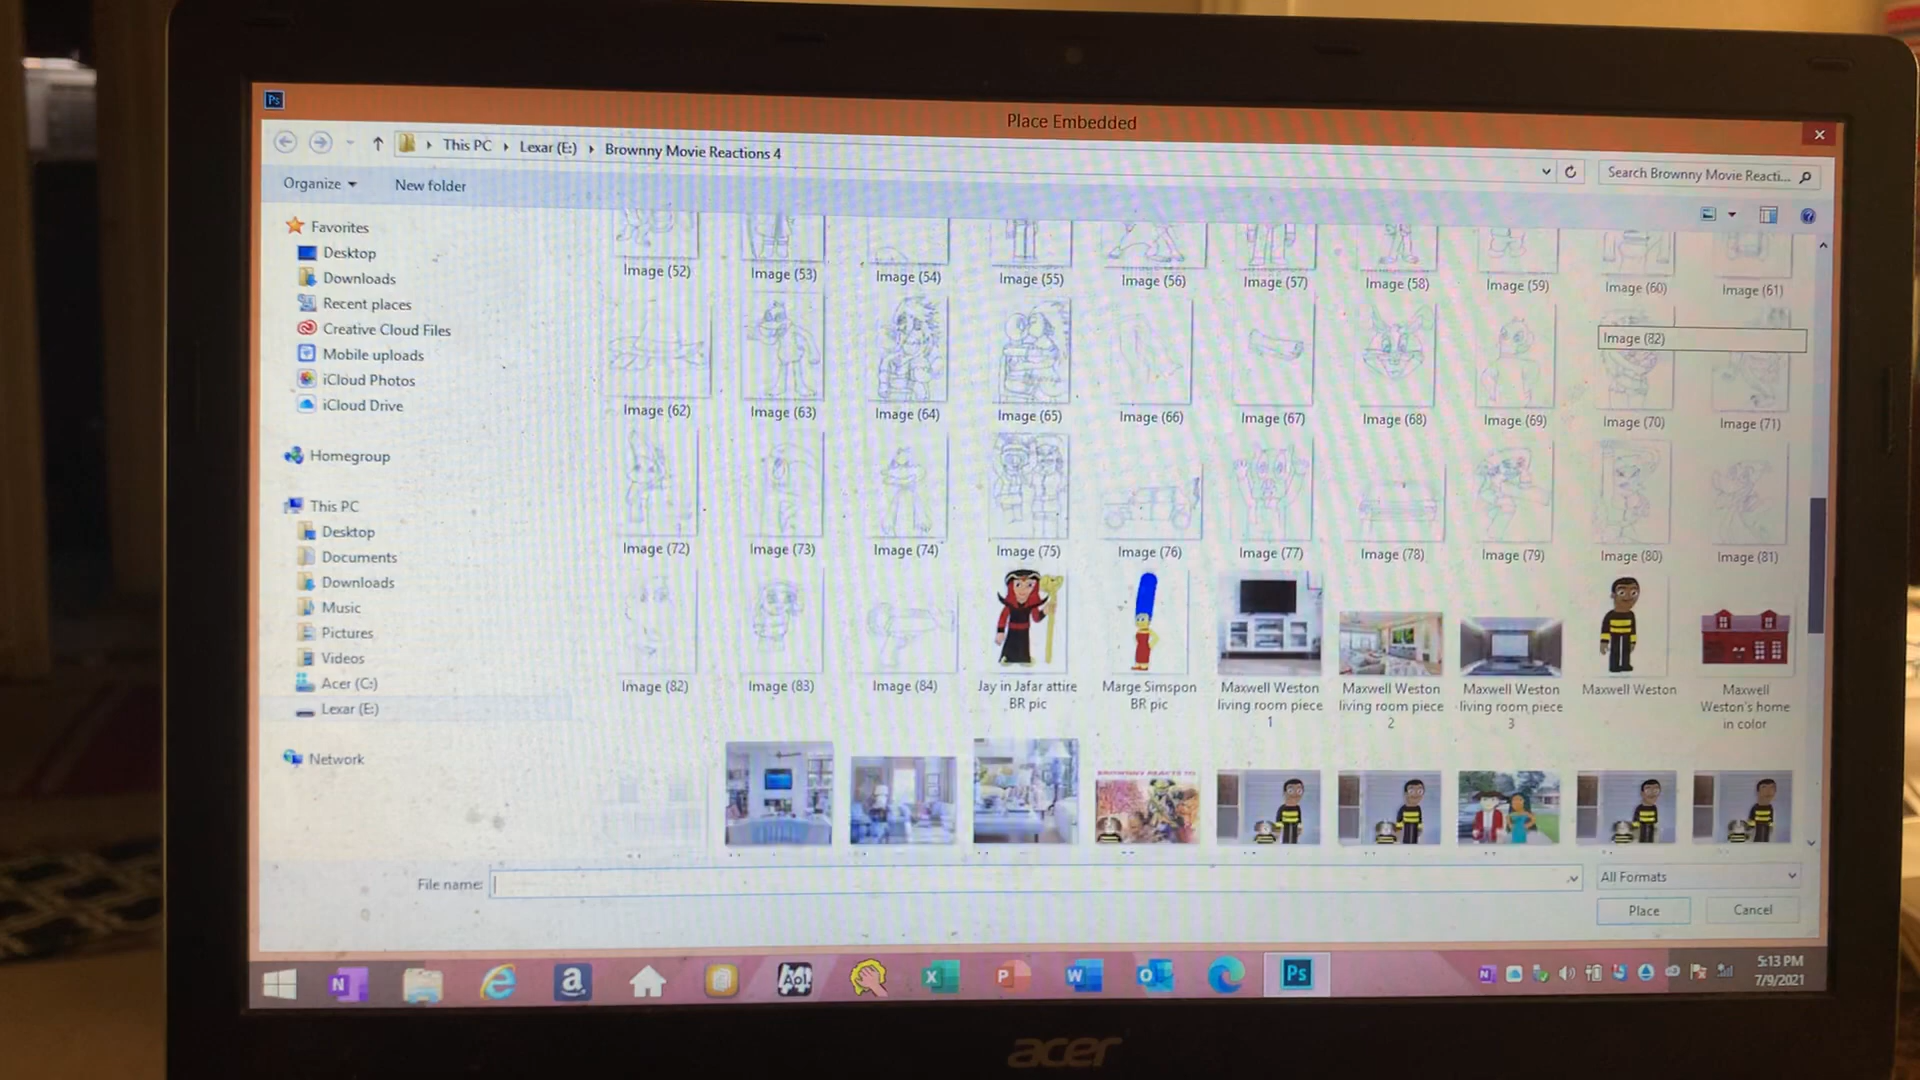 Ps
Place Embedded
This PC
Lexar (E:)
Brownny Movie Reactions 4
Search Brownny Movie Reacti...
Organize
New folder
Favorites
Desktop
Downloads
Recent places
Creative Cloud Files
Mobile uploads
iCloud Photos
iCloud Drive
Homegroup
This PC
Desktop
Documents
Downloads
Music
Pictures
Videos
Acer (C:)
Lexar (E:)
Network
Image (52) Image (53) Image (54) Image (55) Image (56) Image (57) Image (58) Image (59) Image (60) Image (61)
Image (82)
Image (62) Image (63) Image (64) Image (65) Image (66) Image (67) Image (68) Image (69) Image (70) Image (71)
Image (72) Image (73) Image (74) Image (75) Image (76) Image (77) Image (78) Image (79) Image (80) Image (81)
Image (82) Image (83) Image (84)
Jay in Jafar attire
BR pic
Marge Simspon
BR pic
Maxwell Weston
living room piece
1
Maxwell Weston
living room piece
2
Maxwell Weston
living room piece
3
Maxwell Weston
Maxwell
Weston's home
in color
BROWNNY REACTS TO
File name:
All Formats
Place
Cancel
N
a
Aol
X
P
W
O
Ps
N
5:13 PM
7/9/2021
acer